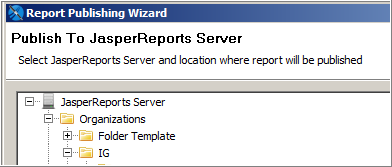 Report Publishing Wizard
Publish To JasperReports Server
Select JasperReports Server and location where report will be published
JasperReports Server
Organizations
Folder Template
IG